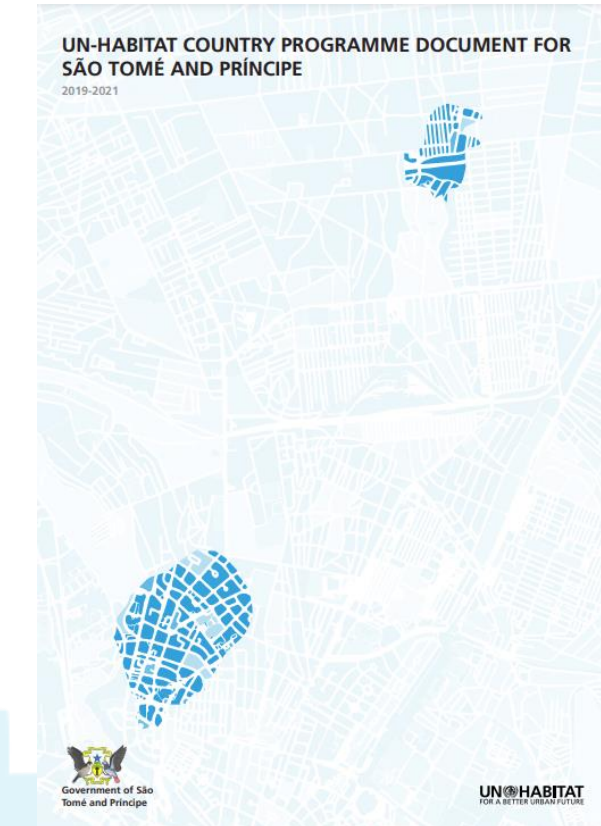 UN-HABITAT COUNTRY PROGRAMME DOCUMENT FOR
SÃO TOMÉ AND PRÍNCIPE
2019-2021
Government of São
Tomé and Príncipe
UN HABITAT
FOR A BETTER URBAN FUTURE